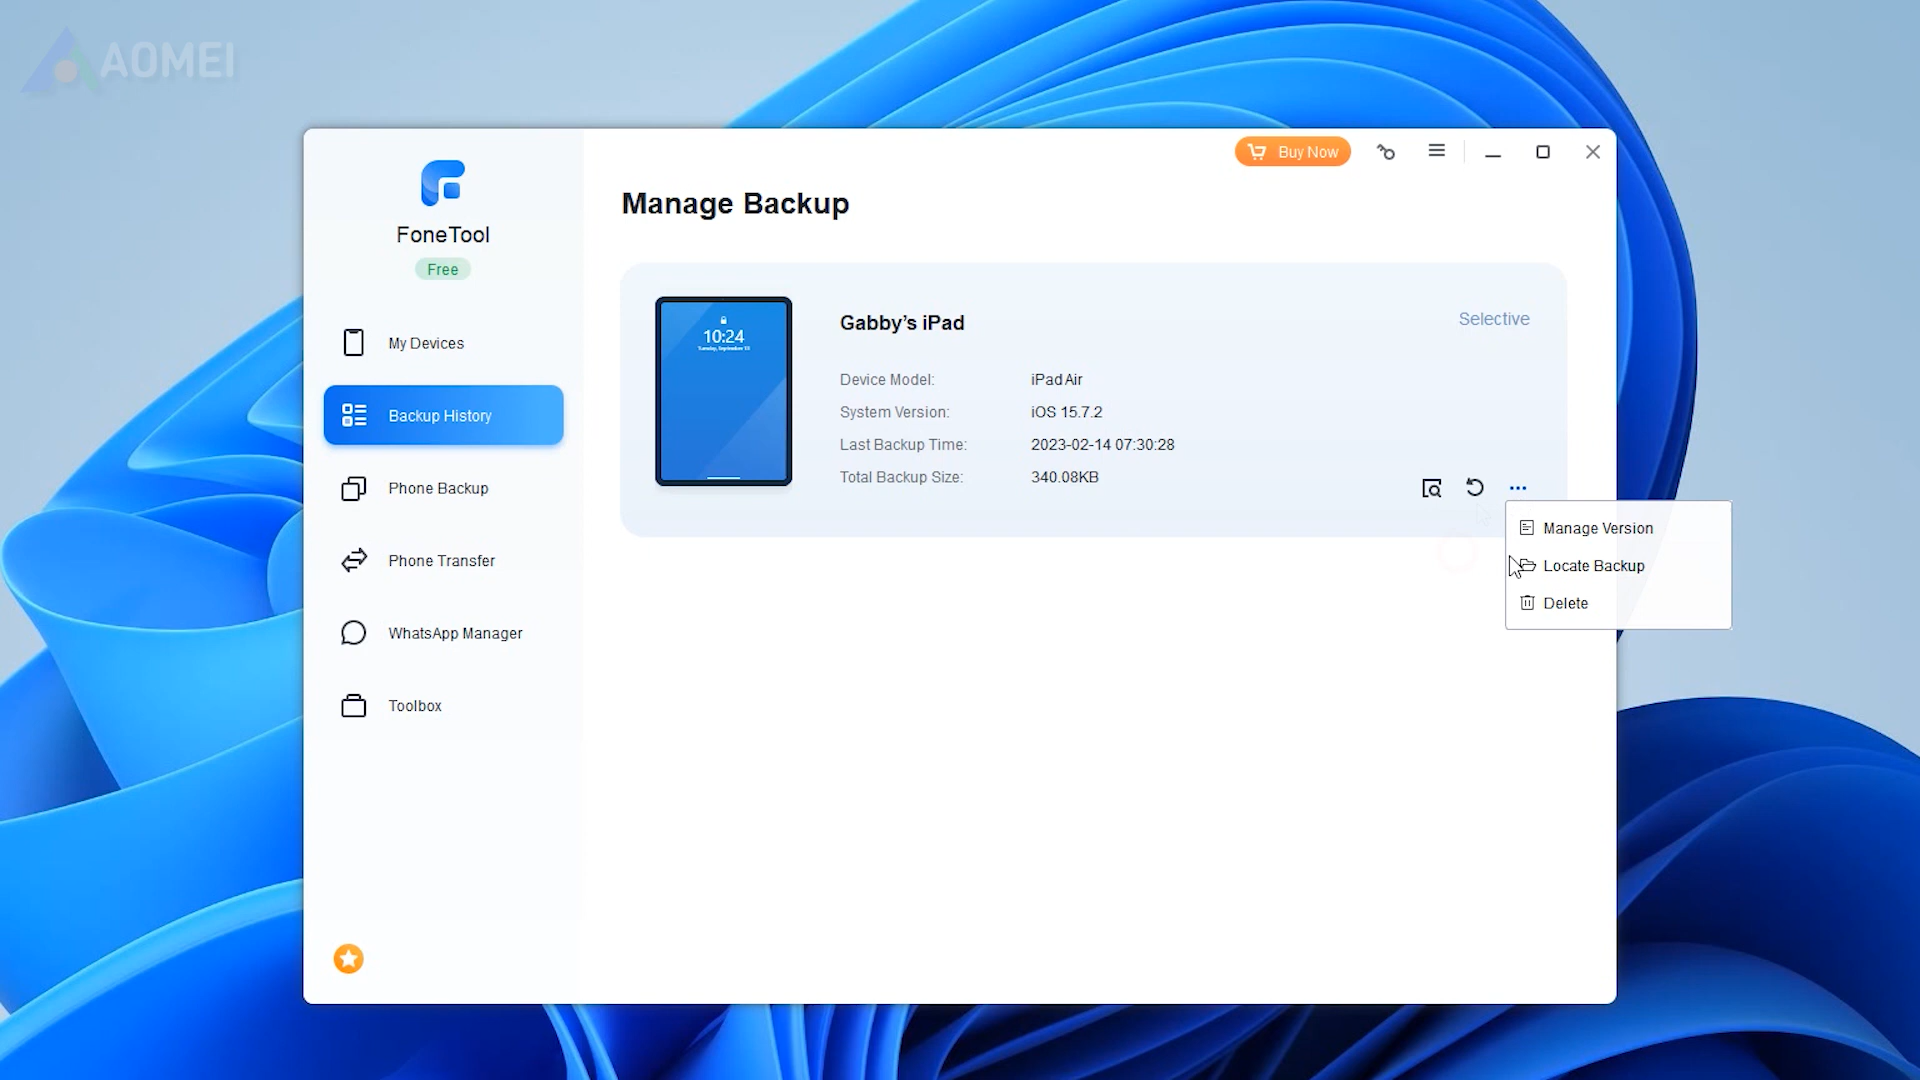 AOMEI
Buy Now
FoneTool
Free
My Devices
Backup History
Phone Backup
Phone Transfer
WhatsApp Manager
Toolbox
Manage Backup
10:24
Gabby’s iPad
Selective
Device Model: iPad Air
System Version: iOS 15.7.2
Last Backup Time: 2023-02-14 07:30:28
Total Backup Size: 340.08KB
Manage Version
Locate Backup
Delete